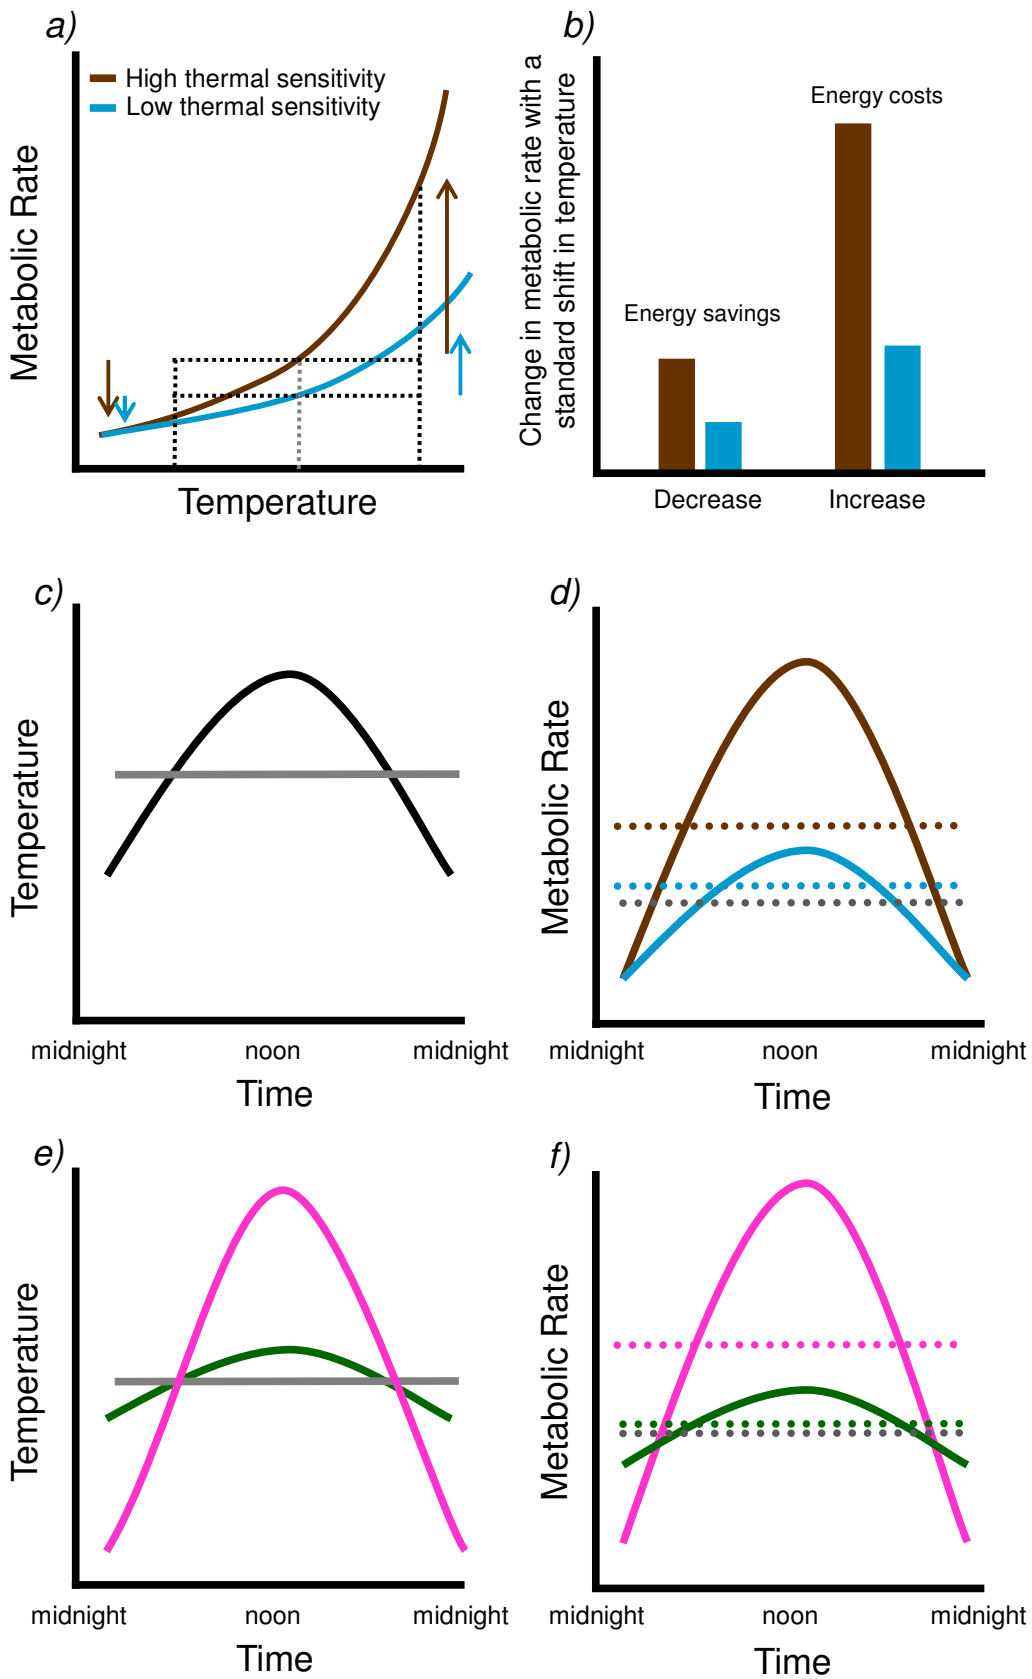 a)
High thermal sensitivity
Low thermal sensitivity
Metabolic Rate
Temperature
b)
Change in metabolic rate with a
standard shift in temperature
Energy costs
Energy savings
Decrease
Increase
c)
Temperature
midnight
noon
midnight
Time
d)
Metabolic Rate
midnight
noon
midnight
Time
e)
Temperature
midnight
noon
midnight
Time
f)
Metabolic Rate
midnight
noon
midnight
Time